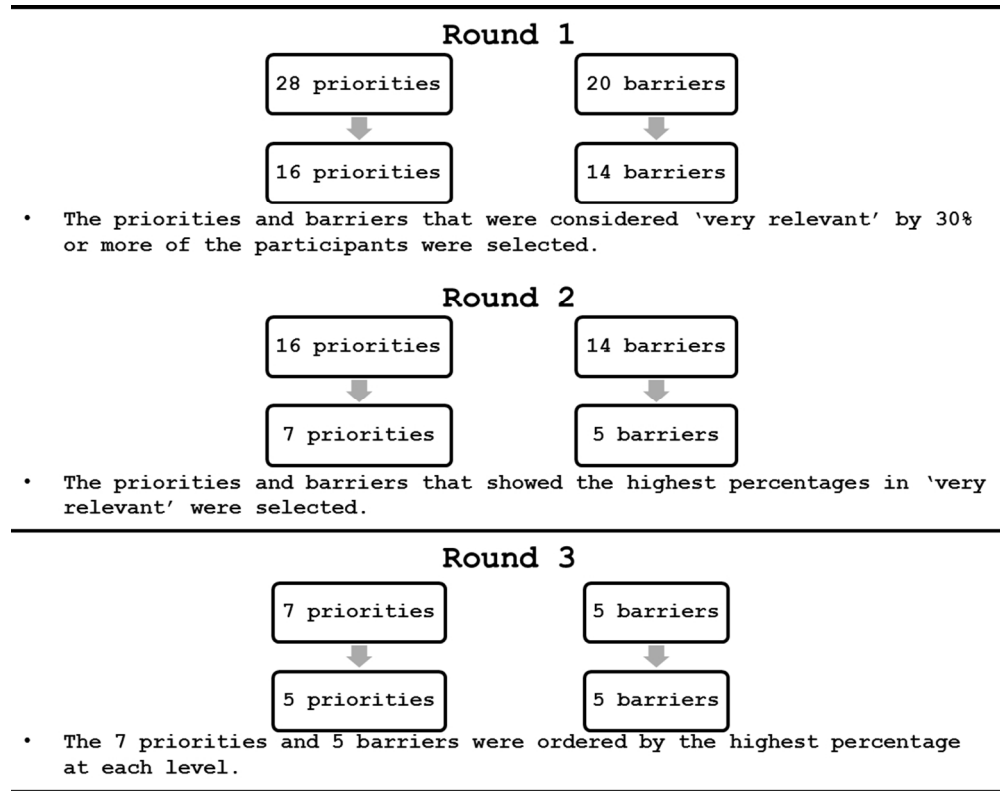 Round 1
28 priorities
20 barriers
16 priorities
14 barriers
• The priorities and barriers that were considered ‘very relevant’ by 30%
or more of the participants were selected.
Round 2
16 priorities
14 barriers
7 priorities
5 barriers
• The priorities and barriers that showed the highest percentages in ‘very
relevant’ were selected.
Round 3
7 priorities
5 barriers
5 priorities
5 barriers
• The 7 priorities and 5 barriers were ordered by the highest percentage
at each level.